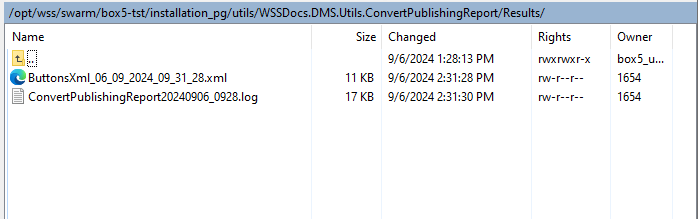 /opt/wss/swarm/box5-tst/installation_pg/utils/WSSDocs.DMS.Utils.ConvertPublishingReport/Results/
Name Size Changed Rights Owner
.. 9/6/2024 1:28:13 PM rwxrwxr-x box5_u...
ButtonsXml_06_09_2024_09_31_28.xml 11 KB 9/6/2024 2:31:28 PM rw-r--r-- 1654
ConvertPublishingReport20240906_0928.log 17 KB 9/6/2024 2:31:30 PM rw-r--r-- 1654